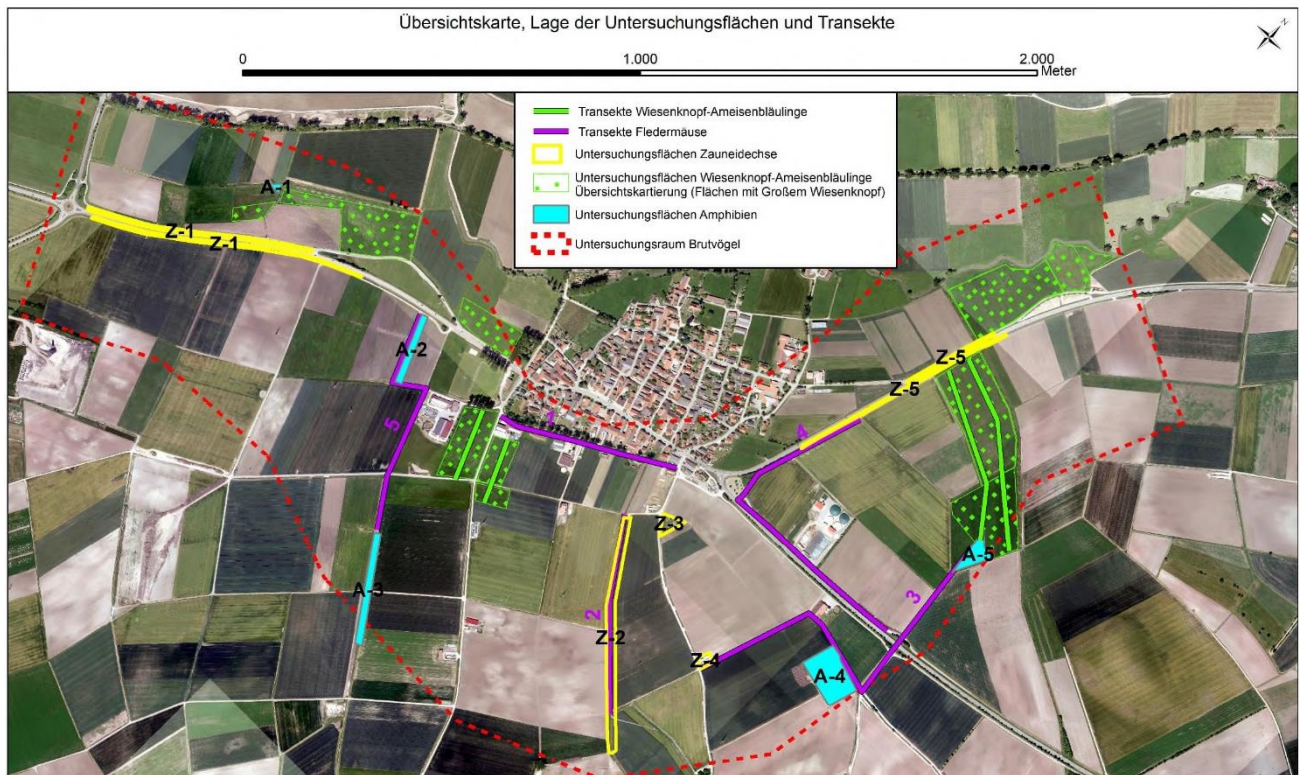 Übersichtskarte, Lage der Untersuchungsflächen und Transekte
N
0 1.000 2.000
Meter
Transekte Wiesenknopf-Ameisenbläulinge
Transekte Fledermäuse
Untersuchungsflächen Zauneidechse
Untersuchungsflächen Wiesenknopf-Ameisenbläulinge
Übersichtskartierung (Flächen mit Großem Wiesenknopf)
Untersuchungsflächen Amphibien
Untersuchungsraum Brutvögel
A-1
Z-1
Z-1
A-2
Z-5
Z-5
5
1
4
Z-3
A-5
A-3
2
3
Z-2
Z-4
A-4